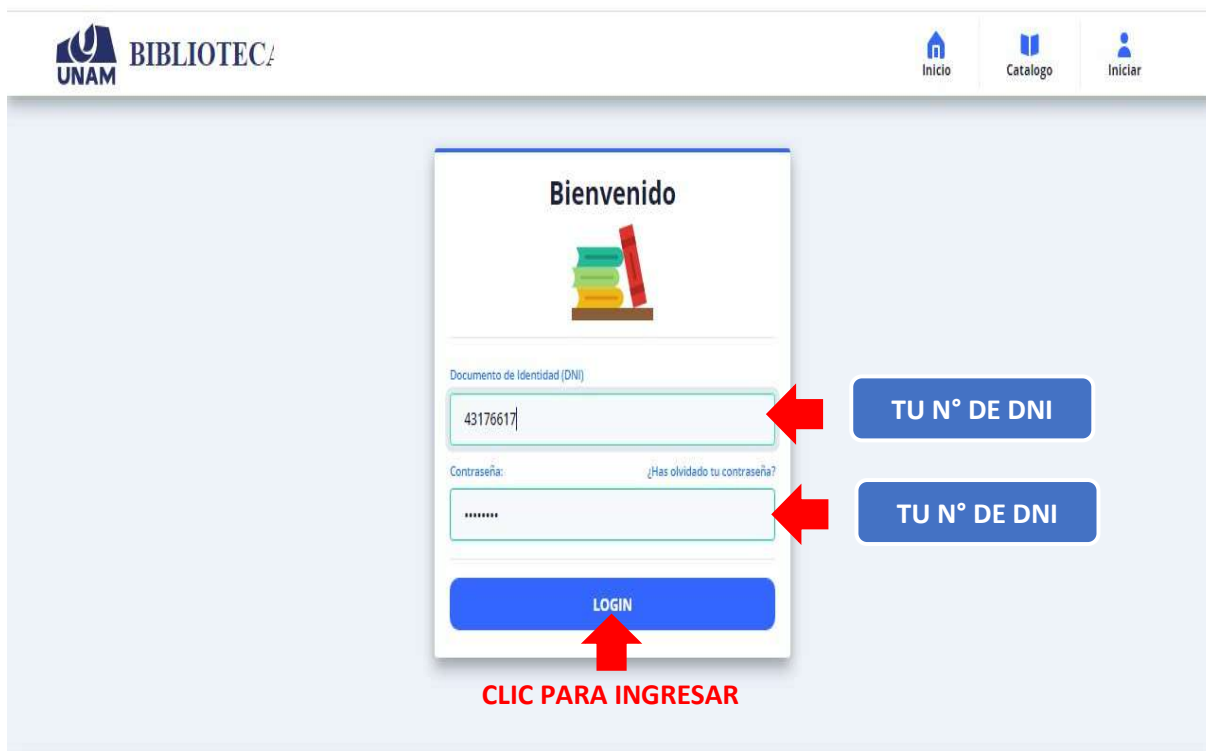 UNAM
BIBLIOTECA
Inicio
Catalogo
Iniciar
Bienvenido
Documento de Identidad (DNI)
43176617
TU N° DE DNI
Contraseña:
¿Has olvidado tu contraseña?
••••••••
TU N° DE DNI
LOGIN
CLIC PARA INGRESAR